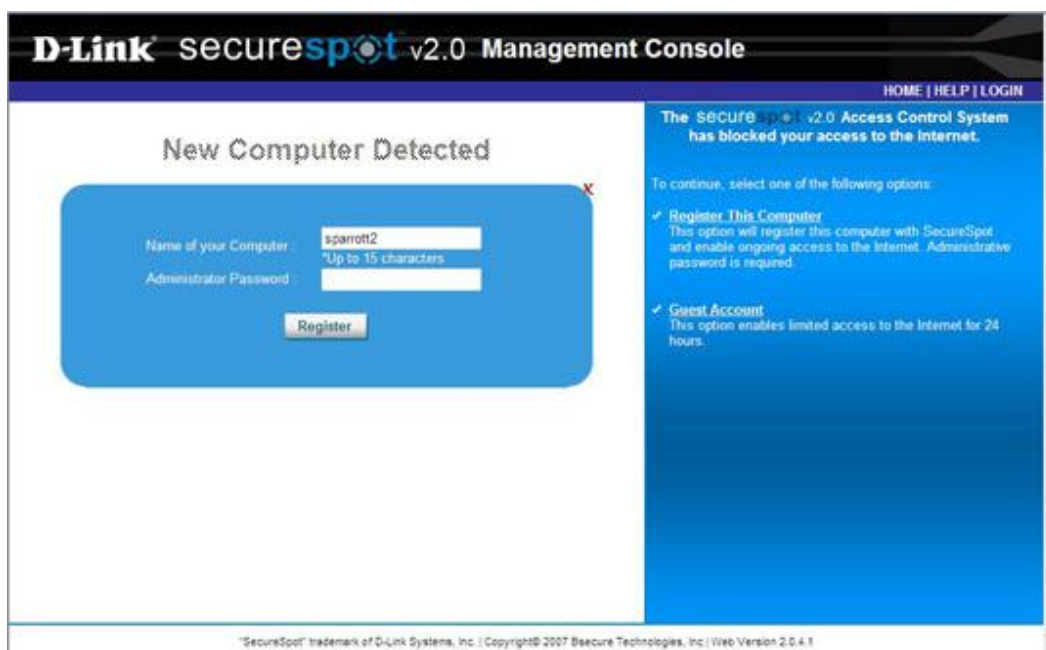 D-Link securespot v2.0 Management Console
HOME | HELP | LOGIN
New Computer Detected
x
Name of your Computer :
sparrott2
*Up to 15 characters
Administrator Password :
Register
The securespot v2.0 Access Control System
has blocked your access to the Internet.
To continue, select one of the following options:
✓ Register This Computer
This option will register this computer with SecureSpot
and enable ongoing access to the Internet. Administrative
password is required.
✓ Guest Account
This option enables limited access to the Internet for 24
hours.
"SecureSpot" trademark of D-Link Systems, Inc. | Copyright© 2007 Bsecure Technologies, Inc.| Web Version 2.0.4.1